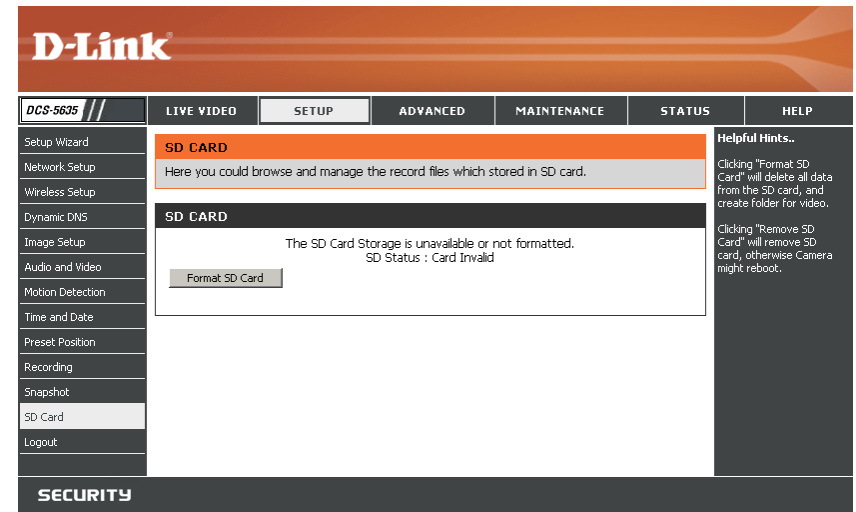 D-Link®
DCS-5635 //
LIVE VIDEO
SETUP
ADVANCED
MAINTENANCE
STATUS
HELP
Setup Wizard
Network Setup
Wireless Setup
Dynamic DNS
Image Setup
Audio and Video
Motion Detection
Time and Date
Preset Position
Recording
Snapshot
SD Card
Logout
SD CARD
Here you could browse and manage the record files which stored in SD card.
SD CARD
The SD Card Storage is unavailable or not formatted.
SD Status : Card Invalid
Format SD Card
Helpful Hints..
Clicking "Format SD
Card" will delete all data
from the SD card, and
create folder for video.
Clicking "Remove SD
Card" will remove SD
card, otherwise Camera
might reboot.
SECURITY